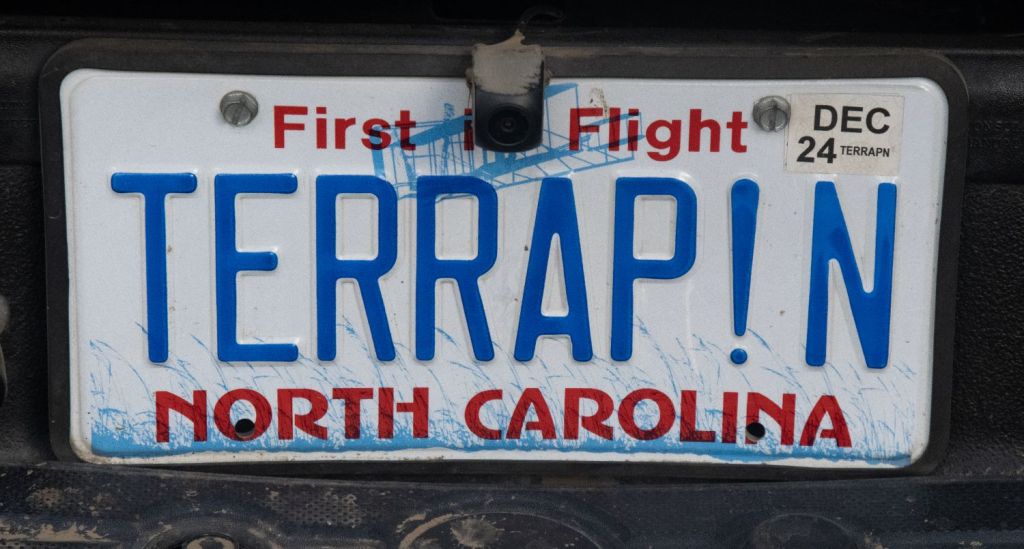 First in Flight
DEC
24 TERRAPN
TERRAP!N
NORTH CAROLINA